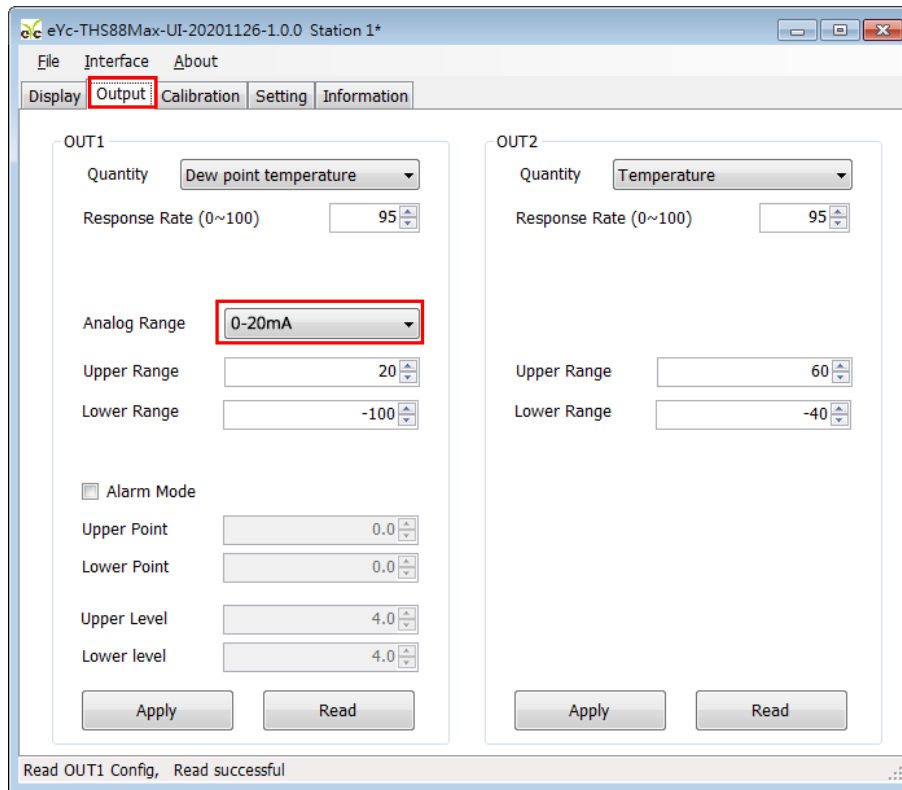 eYc-THS88Max-UI-20201126-1.0.0 Station 1*
File Interface About
Display Output Calibration Setting Information
OUT1
Quantity Dew point temperature
Response Rate (0~100) 95
Analog Range 0-20mA
Upper Range 20
Lower Range -100
Alarm Mode
Upper Point 0.0
Lower Point 0.0
Upper Level 4.0
Lower level 4.0
Apply Read
OUT2
Quantity Temperature
Response Rate (0~100) 95
Upper Range 60
Lower Range -40
Apply Read
Read OUT1 Config, Read successful